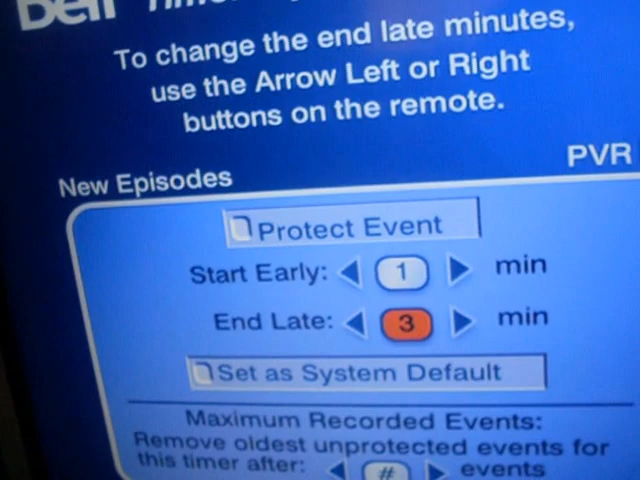 Bell
To change the end late minutes,
use the Arrow Left or Right
buttons on the remote.
PVR
New Episodes
Protect Event
Start Early: 1 min
End Late: 3 min
Set as System Default
Maximum Recorded Events:
Remove oldest unprotected events for
this timer after: # events